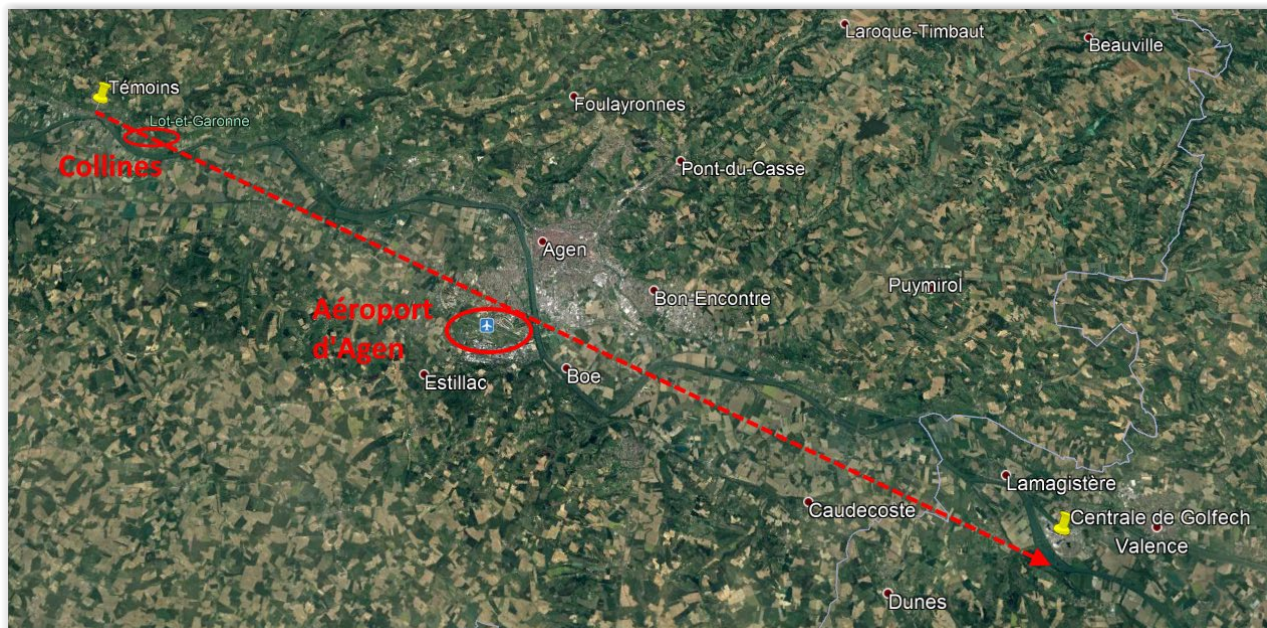 Laroque-Timbaut
Beauville
Témoins
Foulayronnes
Lot-et-Garonne
Collines
Pont-du-Casse
Agen
Puymirol
Bon-Encontre
Aéroport
d'Agen
Boe
Estillac
Lamagistère
Caudecoste
Centrale de Golfech
Valence
Dunes